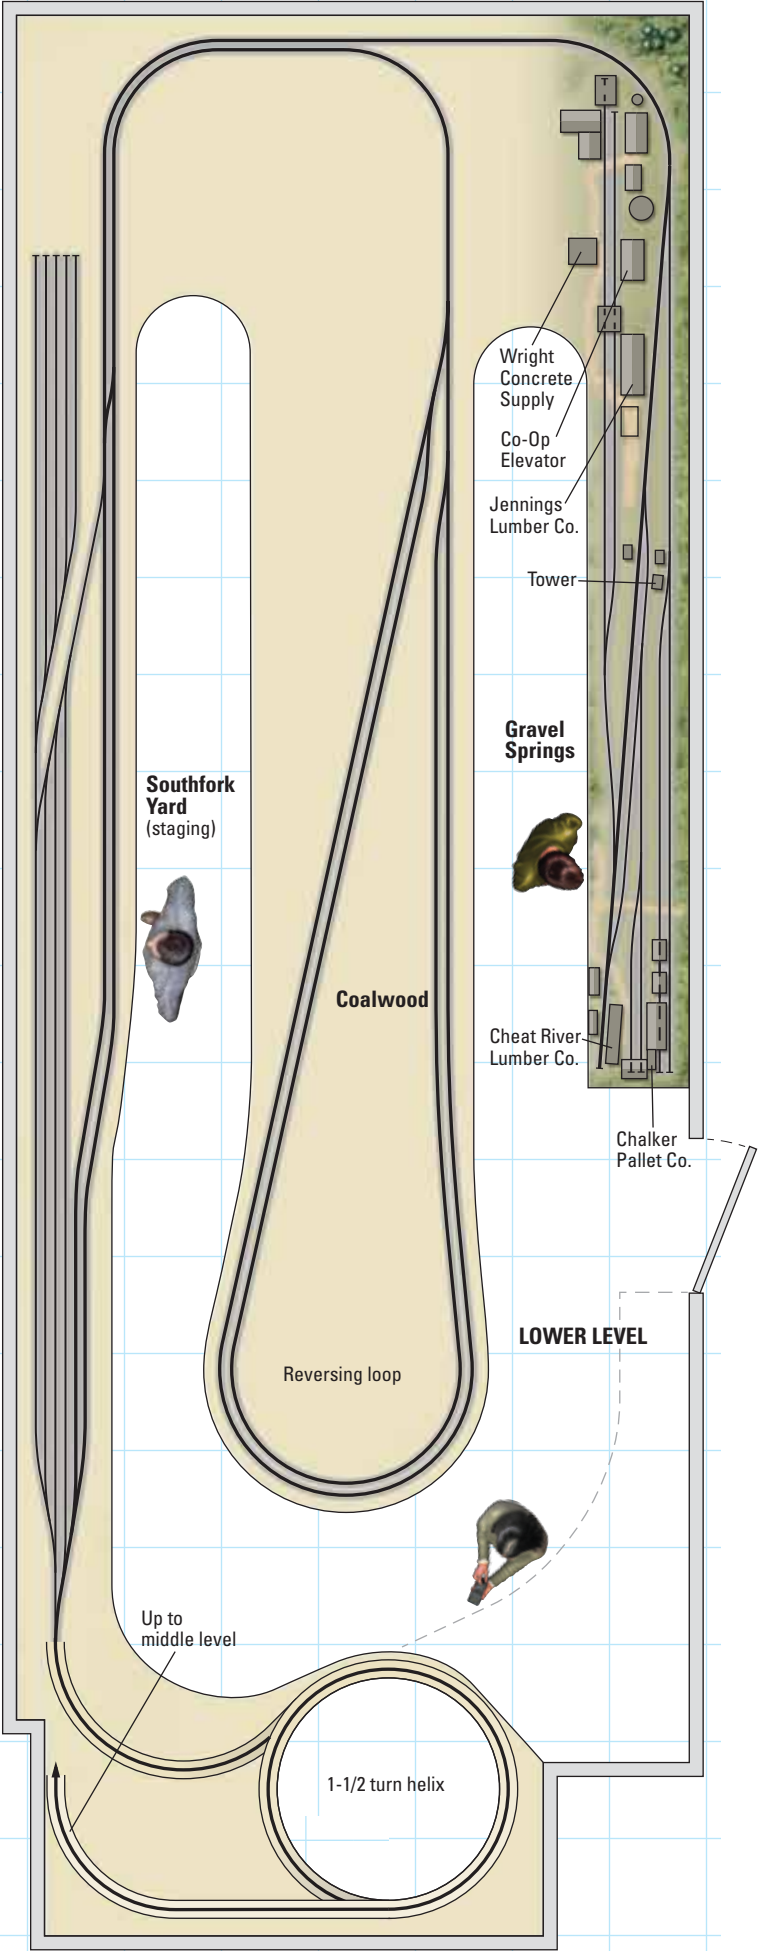 Wright
Concrete
Supply
Co-Op
Elevator
Jennings
Lumber Co.
Tower
Gravel
Springs
Southfork
Yard
(staging)
Coalwood
Cheat River
Lumber Co.
Chalker
Pallet Co.
LOWER LEVEL
Reversing loop
Up to
middle level
1-1/2 turn helix